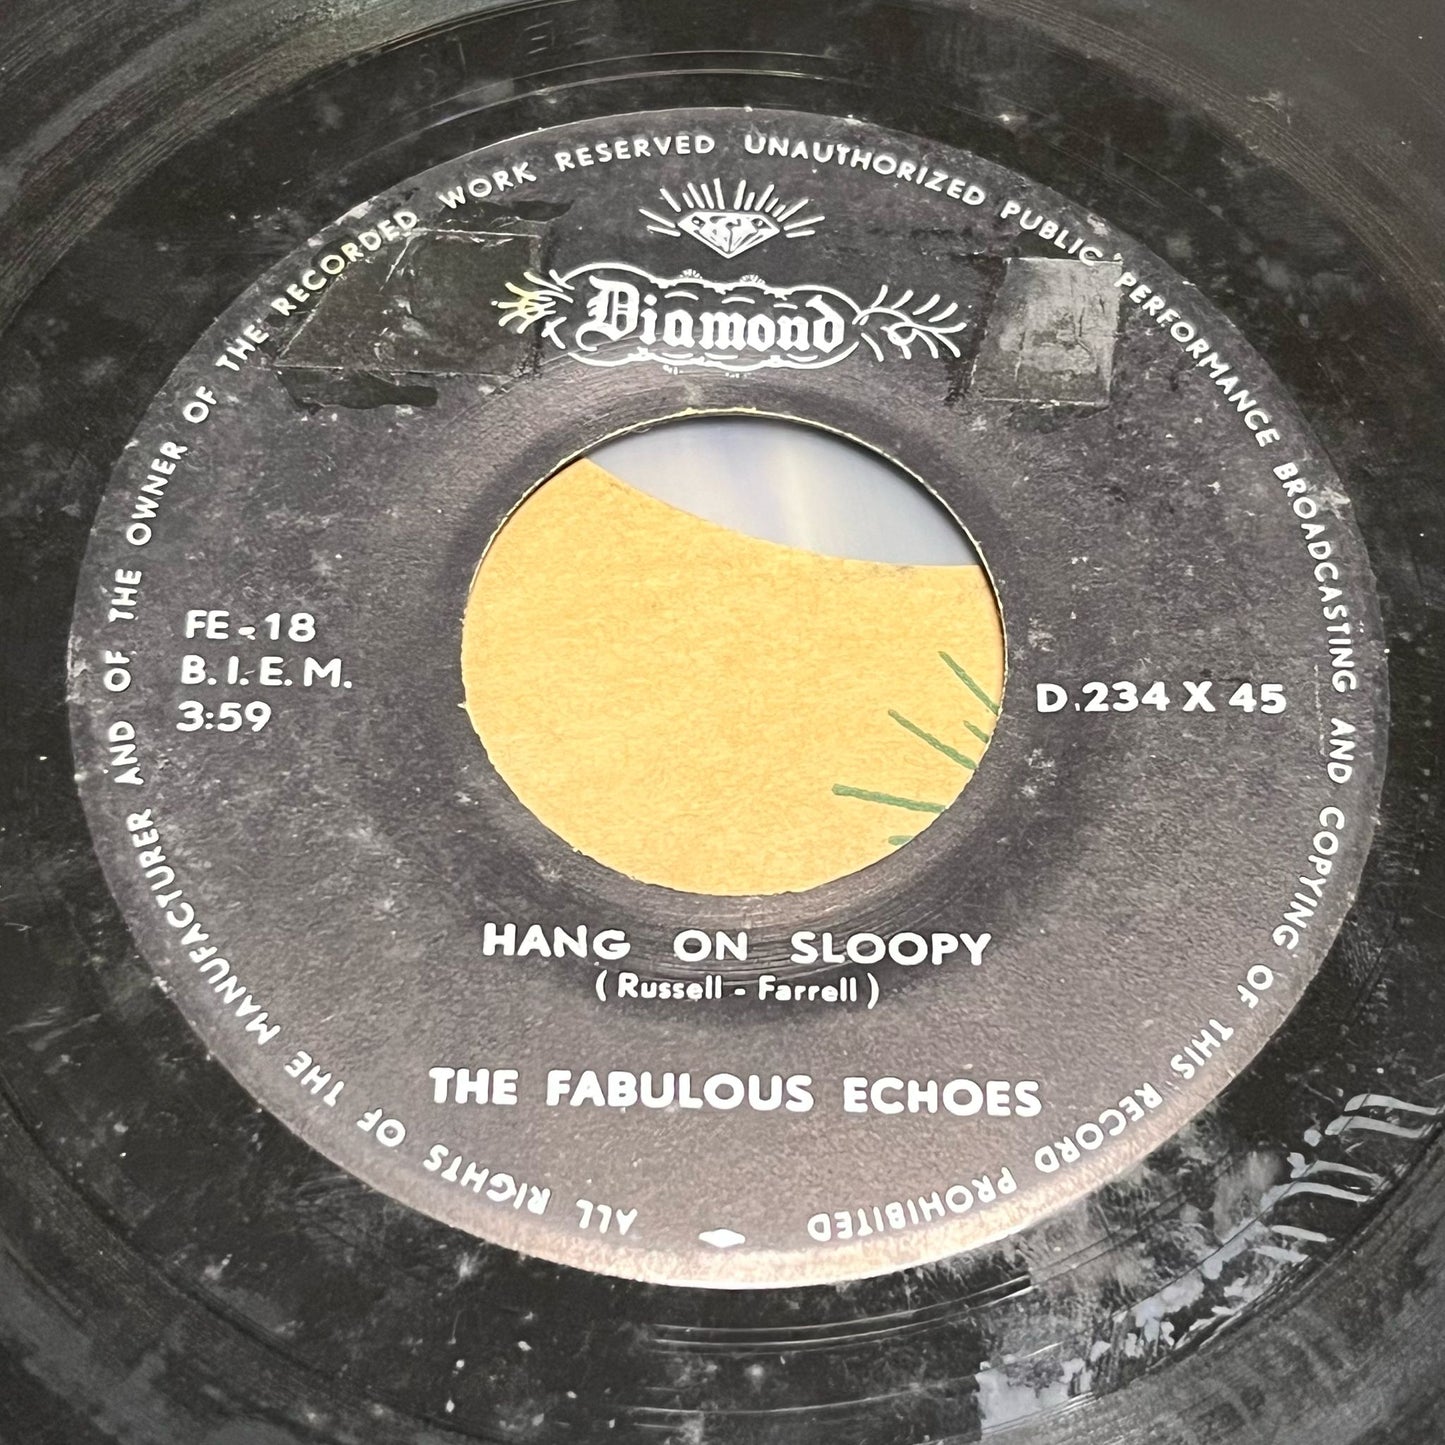 ALL RIGHTS OF THE MANUFACTURER AND OF THE OWNER OF THE RECORDED WORK RESERVED UNAUTHORIZED PUBLIC PERFORMANCE BROADCASTING AND COPYING OF THIS RECORD PROHIBITED
Diamond
FE-18
B.I.E.M.
3:59
D.234 X 45
HANG ON SLOOPY
(Russell - Farrell)
THE FABULOUS ECHOES